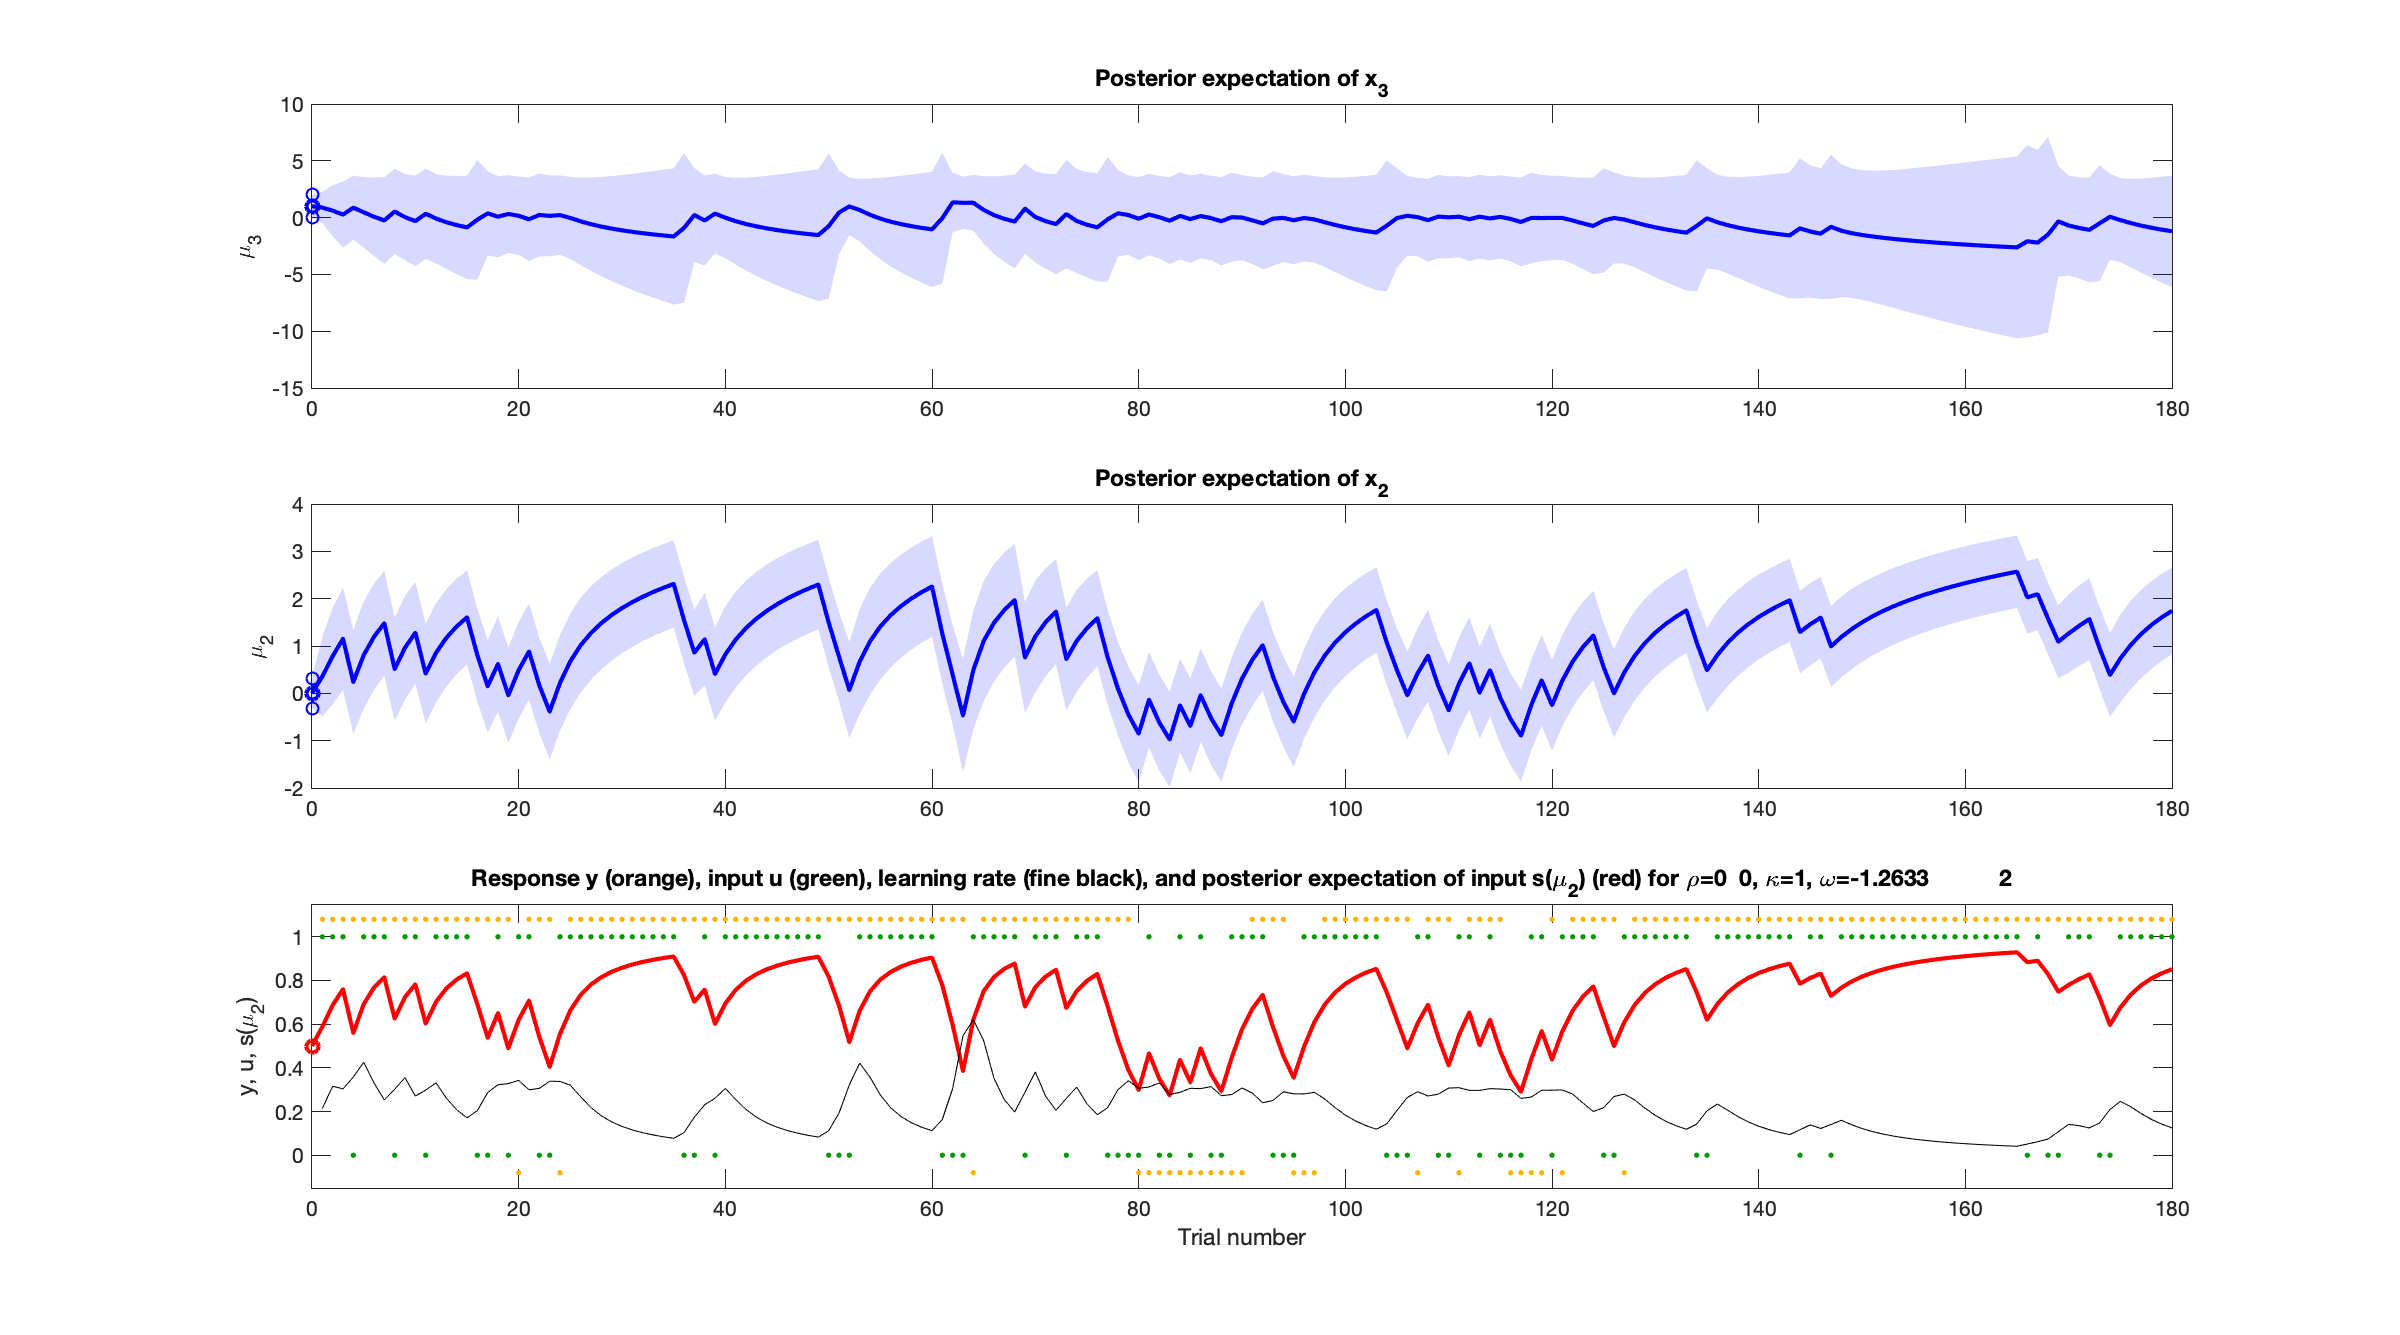 Posterior expectation of x3
10
5
0
-5
-10
-15
μ3
0 20 40 60 80 100 120 140 160 180
Posterior expectation of x2
4
3
2
1
0
-1
-2
μ2
0 20 40 60 80 100 120 140 160 180
Response y (orange), input u (green), learning rate (fine black), and posterior expectation of input s(μ2) (red) for ρ=0 0, κ=1, ω=-1.2633 2
1
0.8
0.6
0.4
0.2
0
y, u, s(μ2)
0 20 40 60 80 100 120 140 160 180
Trial number